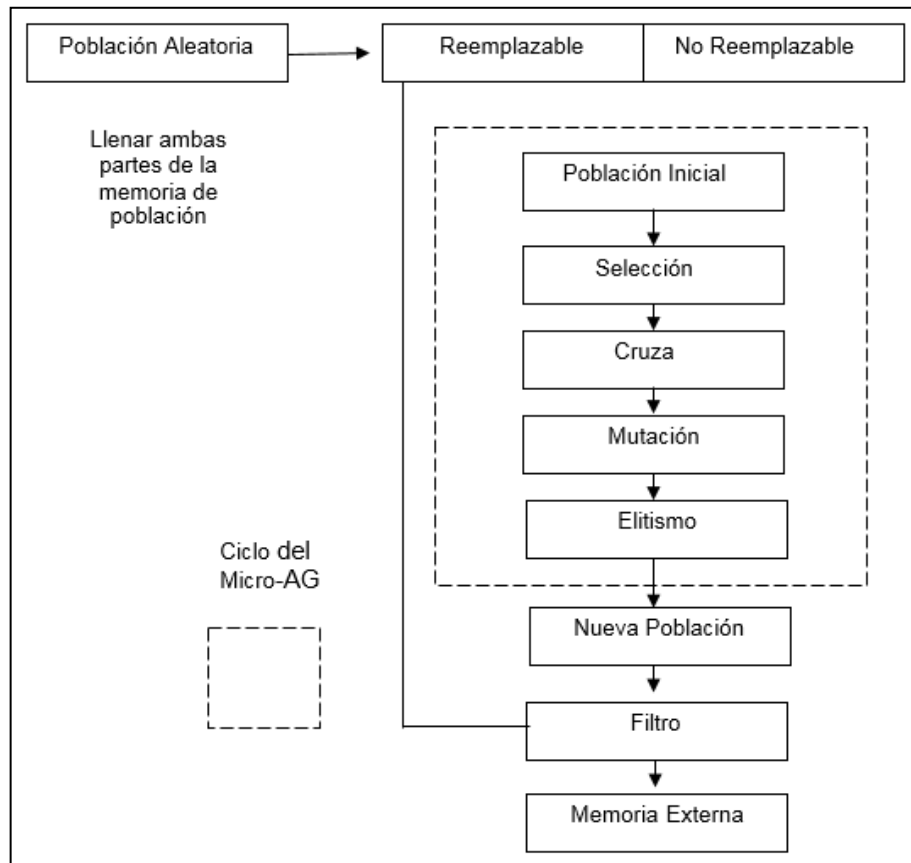 Población Aleatoria
Reemplazable
No Reemplazable
Llenar ambas
partes de la
memoria de
población
Población Inicial
Selección
Cruza
Mutación
Elitismo
Ciclo del
Micro-AG
Nueva Población
Filtro
Memoria Externa